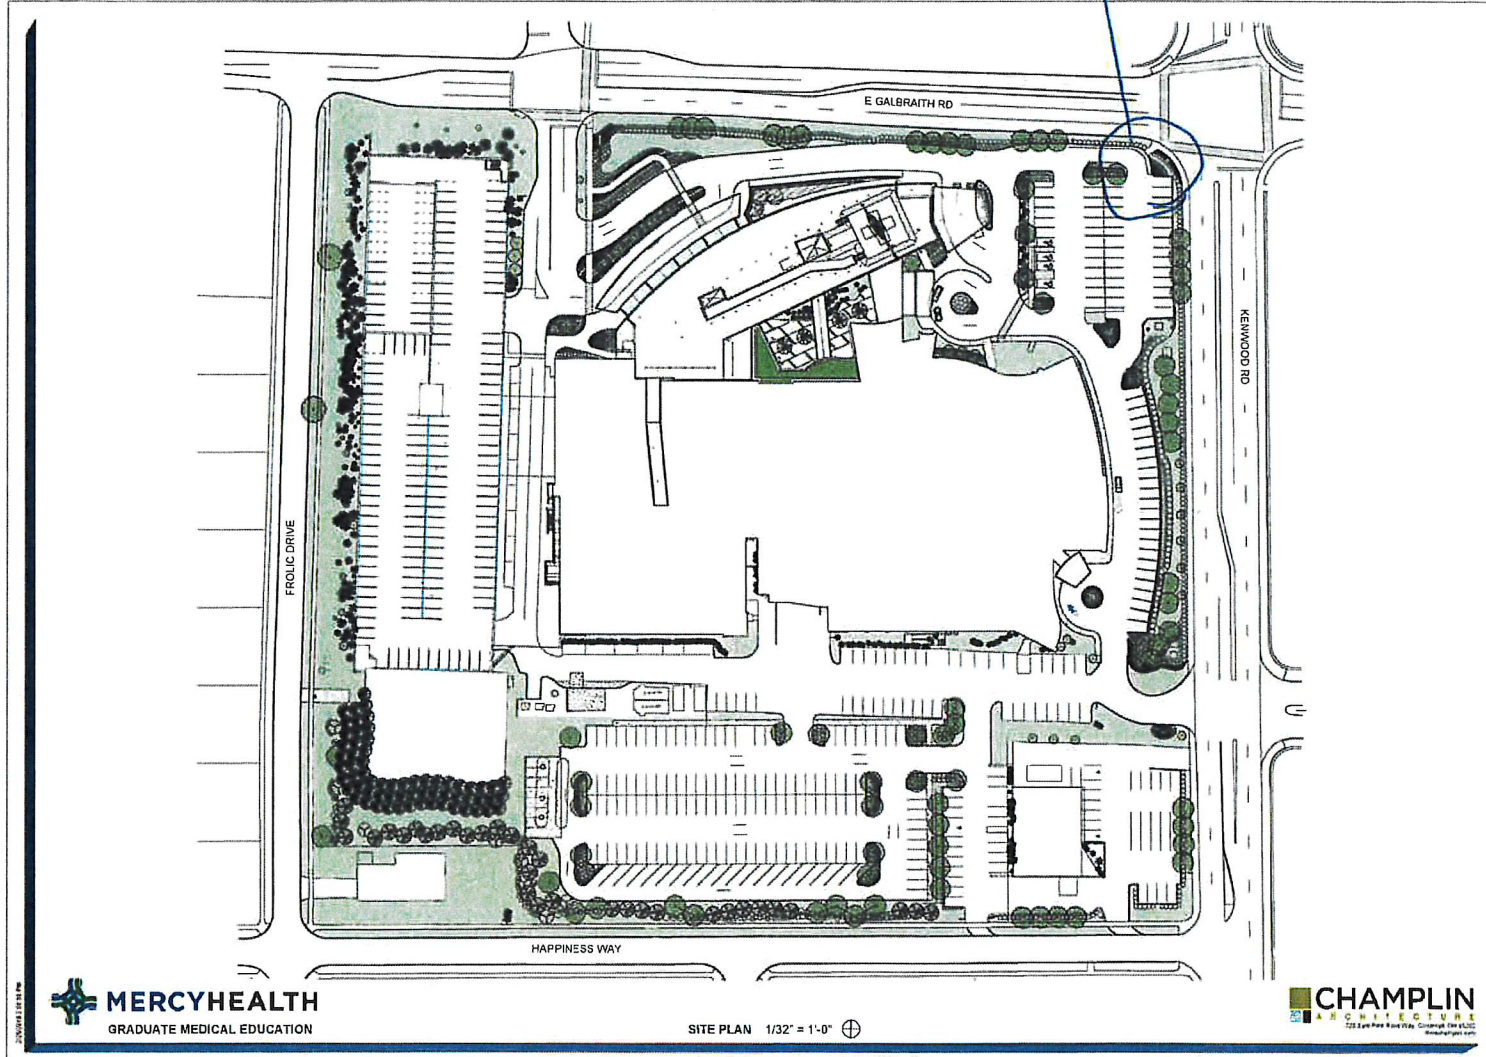 E GALBRAITH RD
KENWOOD RD
FROLIC DRIVE
HAPPINESS WAY
MERCYHEALTH
GRADUATE MEDICAL EDUCATION
SITE PLAN 1/32" = 1'-0"
CHAMPLIN
ARCHITECTURE